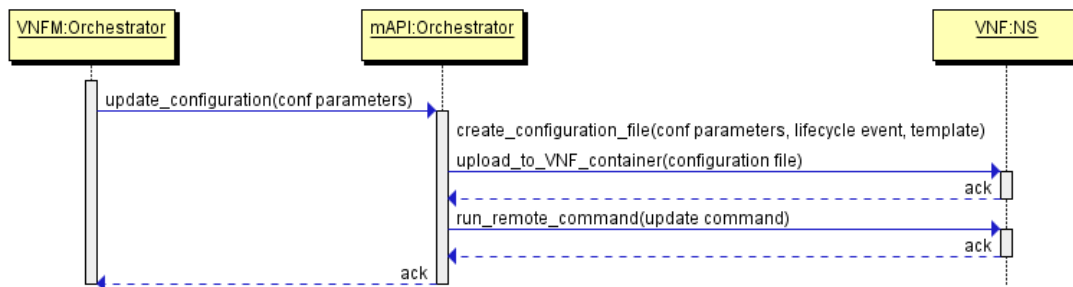 VNFM:Orchestrator
mAPI:Orchestrator
VNF:NS
update_configuration(conf parameters)
create_configuration_file(conf parameters, lifecycle event, template)
upload_to_VNF_container(configuration file)
ack
run_remote_command(update command)
ack
ack